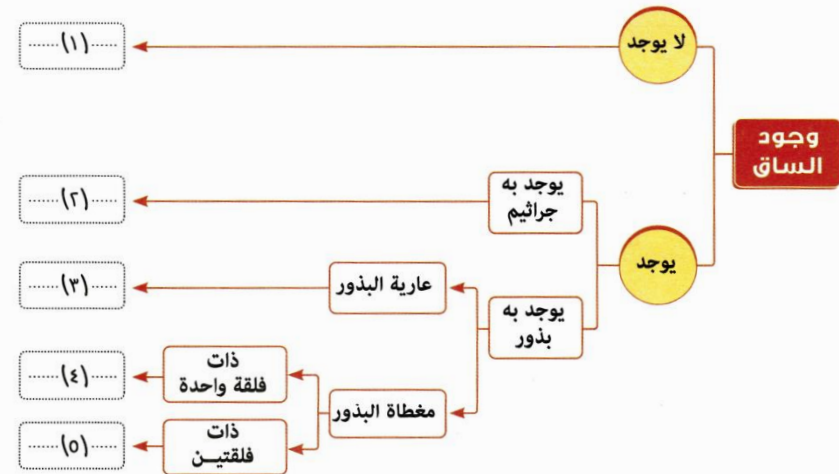 وجود
الساق
لا يوجد
......(١)......
يوجد
يوجد به
جراثيم
......(٢)......
يوجد به
بذور
عارية البذور
......(٣)......
مغطاة البذور
ذات
فلقة واحدة
......(٤)......
ذات
فلقتيـــن
......(٥)......